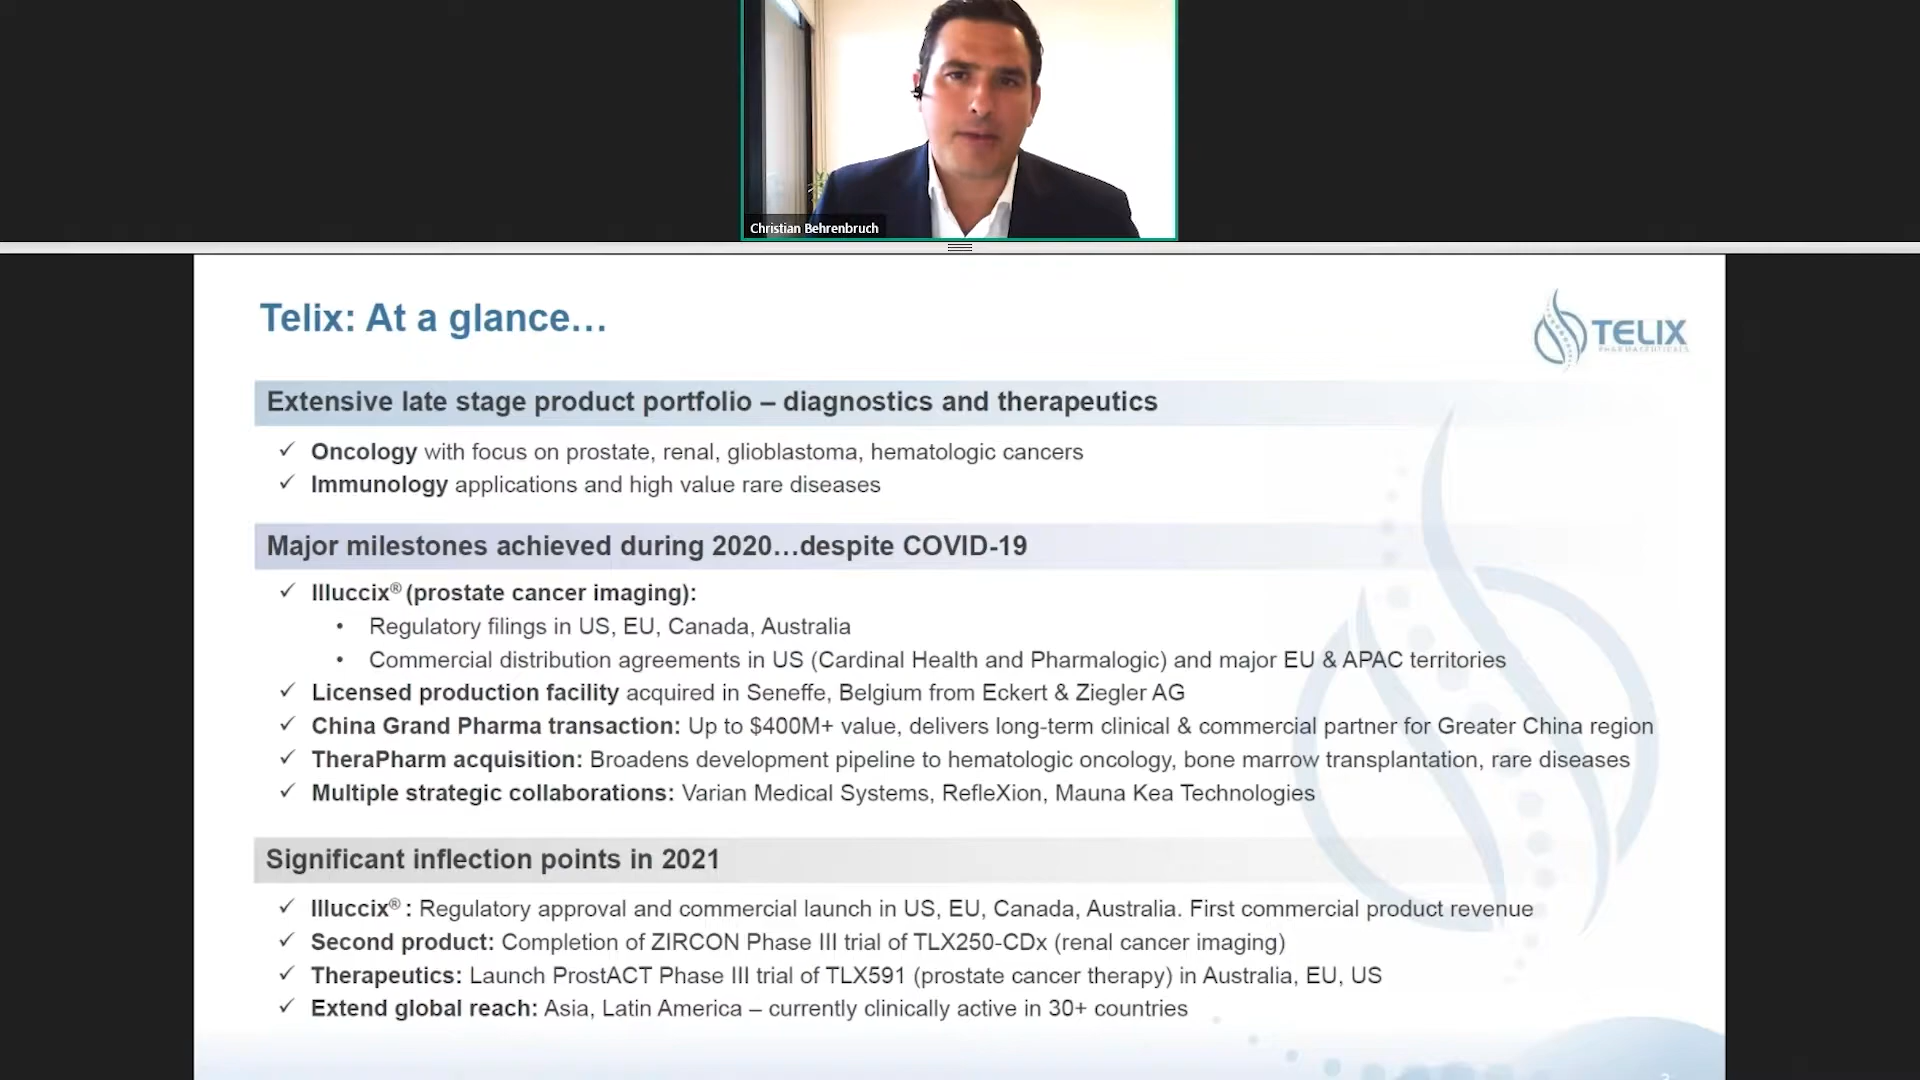 Christian Behrenbruch
Telix: At a glance…
TELIX
PHARMACEUTICALS
Extensive late stage product portfolio – diagnostics and therapeutics
✓ Oncology with focus on prostate, renal, glioblastoma, hematologic cancers
✓ Immunology applications and high value rare diseases
Major milestones achieved during 2020…despite COVID-19
✓ Illuccix® (prostate cancer imaging):
• Regulatory filings in US, EU, Canada, Australia
• Commercial distribution agreements in US (Cardinal Health and Pharmalogic) and major EU & APAC territories
✓ Licensed production facility acquired in Seneffe, Belgium from Eckert & Ziegler AG
✓ China Grand Pharma transaction: Up to $400M+ value, delivers long-term clinical & commercial partner for Greater China region
✓ TheraPharm acquisition: Broadens development pipeline to hematologic oncology, bone marrow transplantation, rare diseases
✓ Multiple strategic collaborations: Varian Medical Systems, RefleXion, Mauna Kea Technologies
Significant inflection points in 2021
✓ Illuccix® : Regulatory approval and commercial launch in US, EU, Canada, Australia. First commercial product revenue
✓ Second product: Completion of ZIRCON Phase III trial of TLX250-CDx (renal cancer imaging)
✓ Therapeutics: Launch ProstACT Phase III trial of TLX591 (prostate cancer therapy) in Australia, EU, US
✓ Extend global reach: Asia, Latin America – currently clinically active in 30+ countries